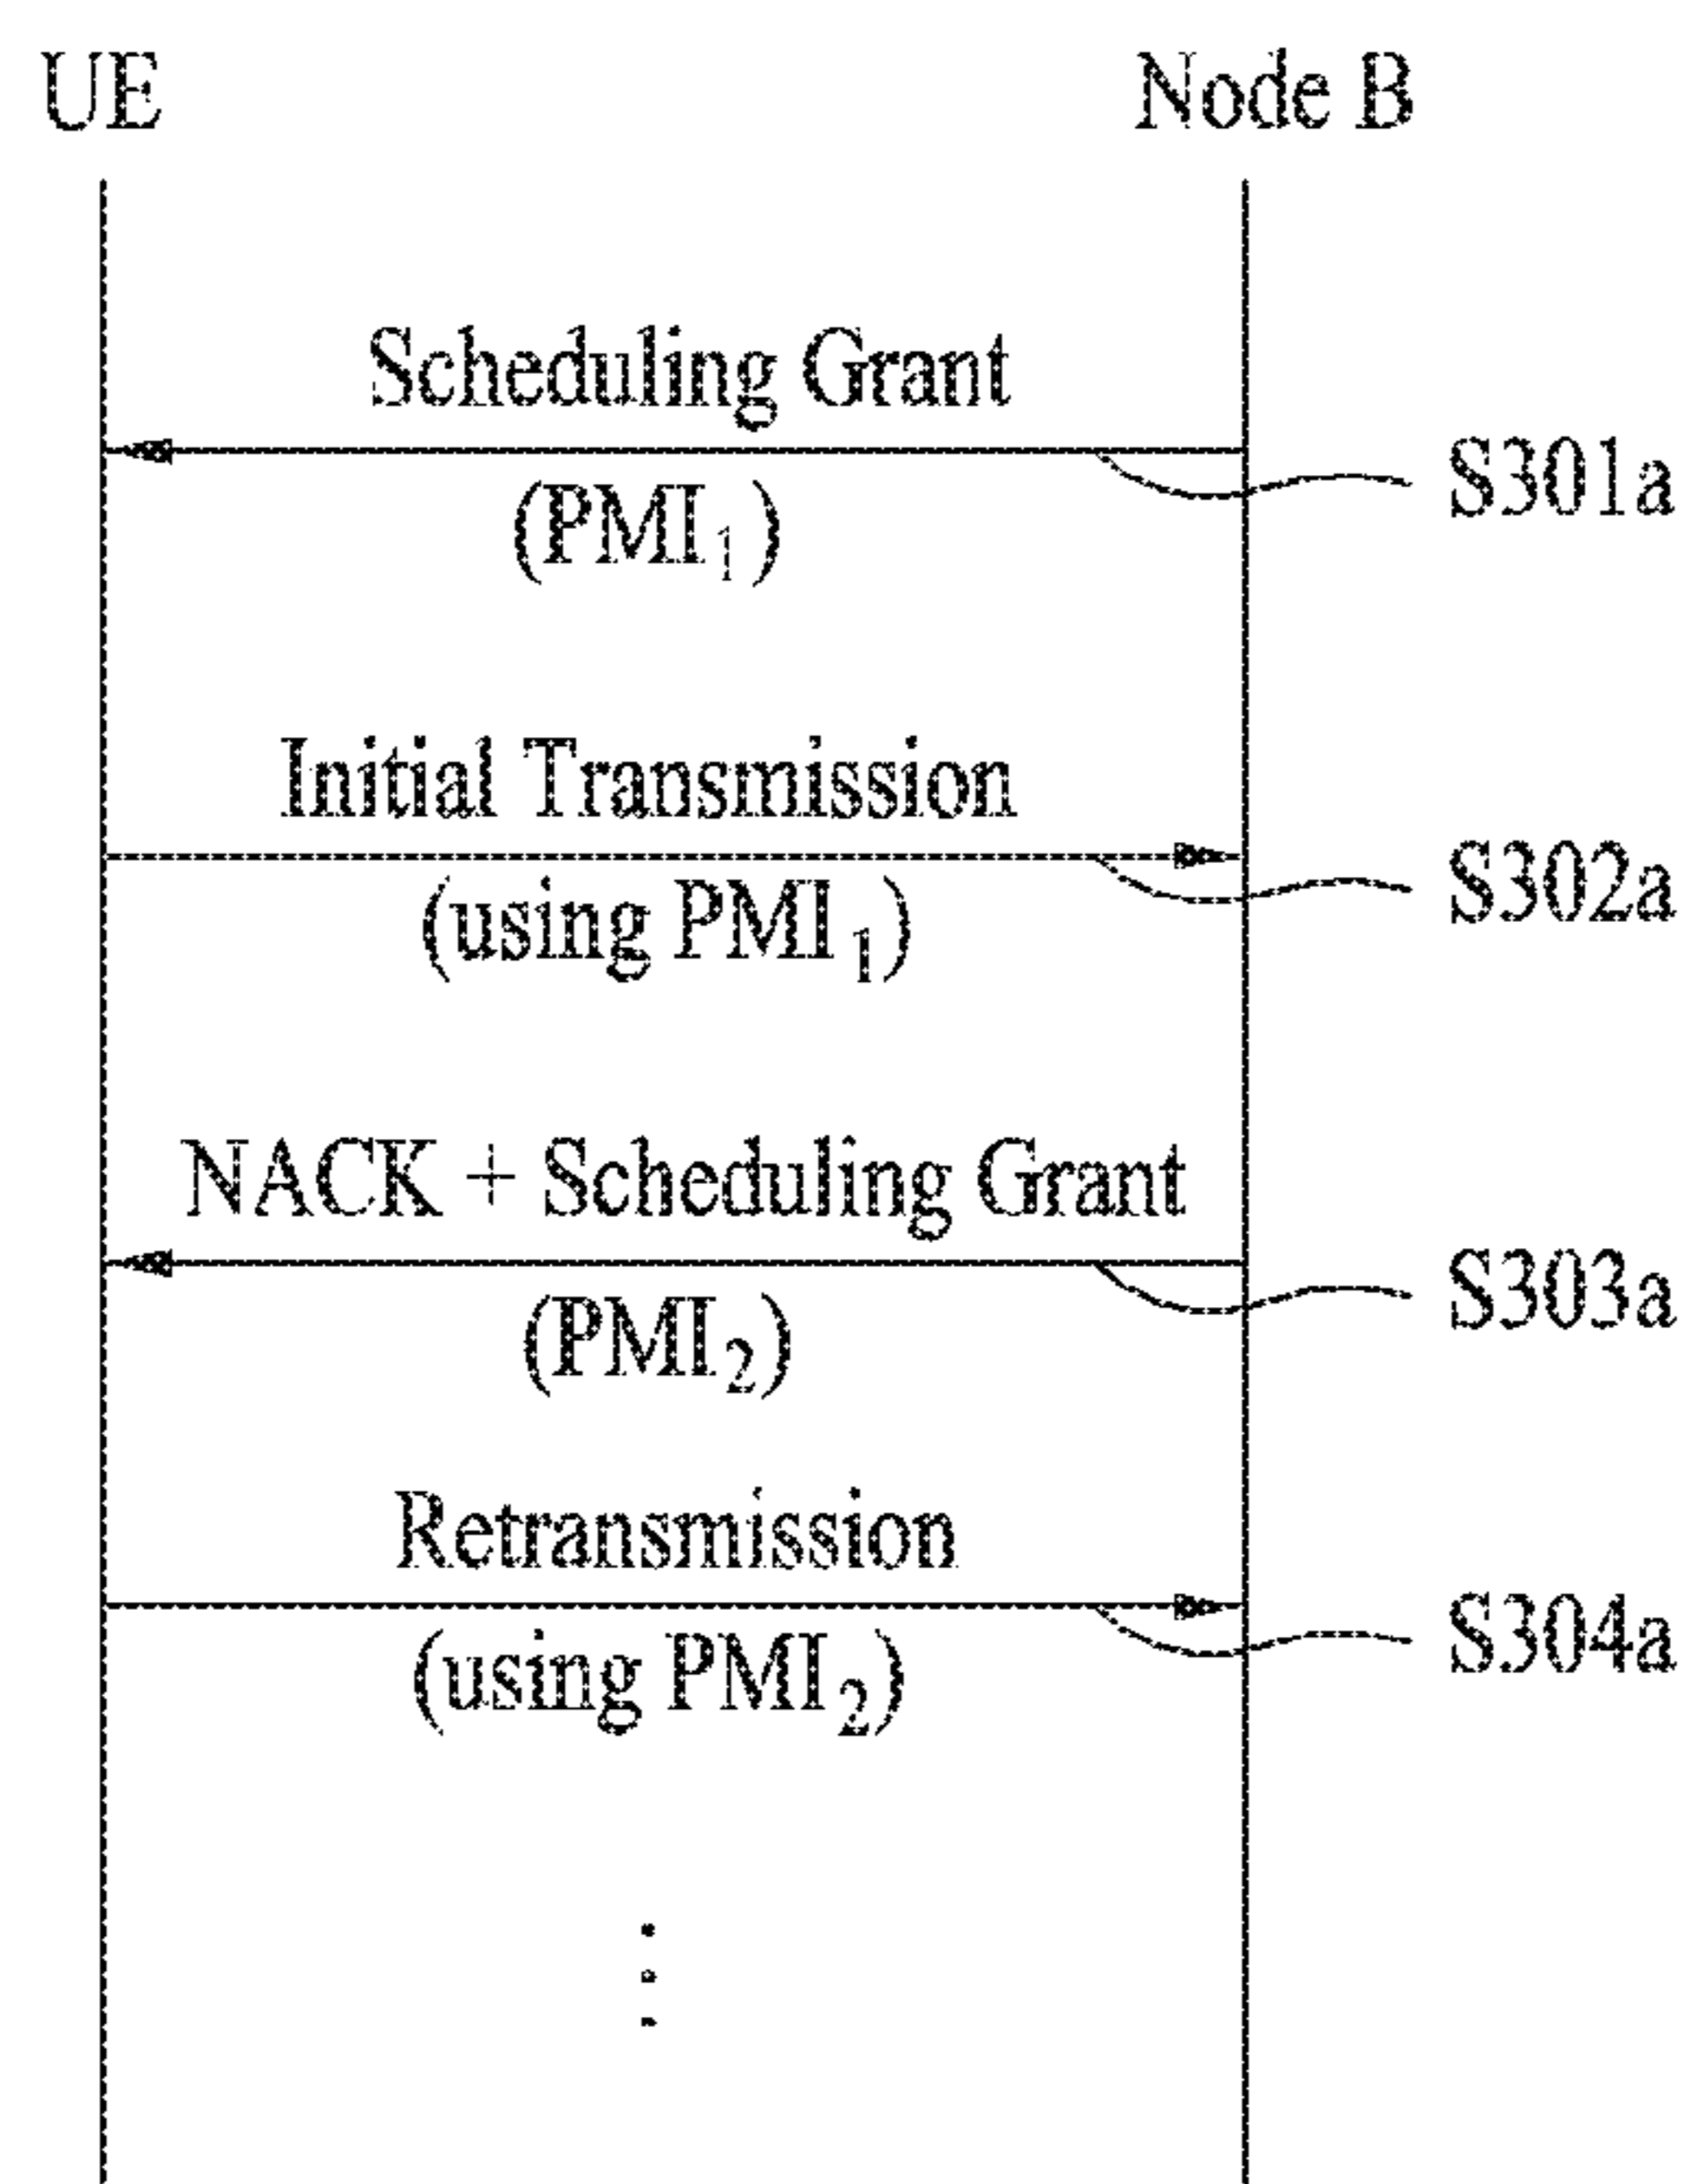 UE Node B
Scheduling Grant
S301a
(PMI₁)
Initial Transmission
S302a
(using PMI₁)
NACK + Scheduling Grant
S303a
(PMI₂)
Retransmission
S304a
(using PMI₂)